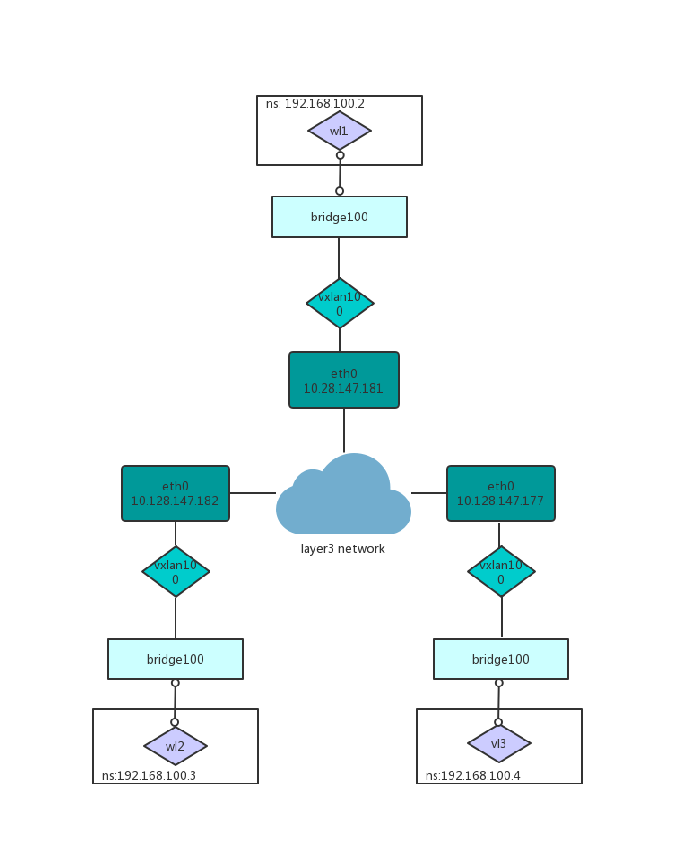 ns: 192.168.100.2
wl1
bridge100
vxlan10
0
eth0
10.28.147.181
eth0
10.128.147.182
eth0
10.128.147.177
layer3 network
vxlan10
0
vxlan10
0
bridge100
bridge100
wl2
ns:192.168.100.3
vl3
ns:192.168.100.4